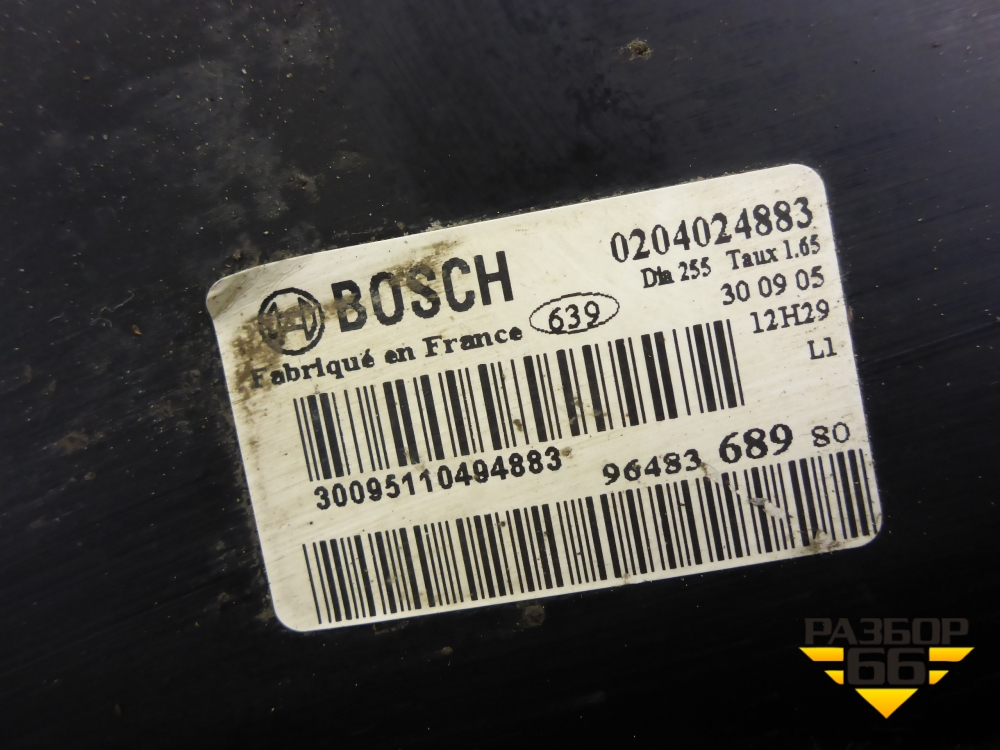 0204024883
BOSCH
Dia 255 Taux 1.65
639
30 09 05
Fabriqué en France
12H29
L1
30095110494883
96483 689 80
РАЗБОР
66